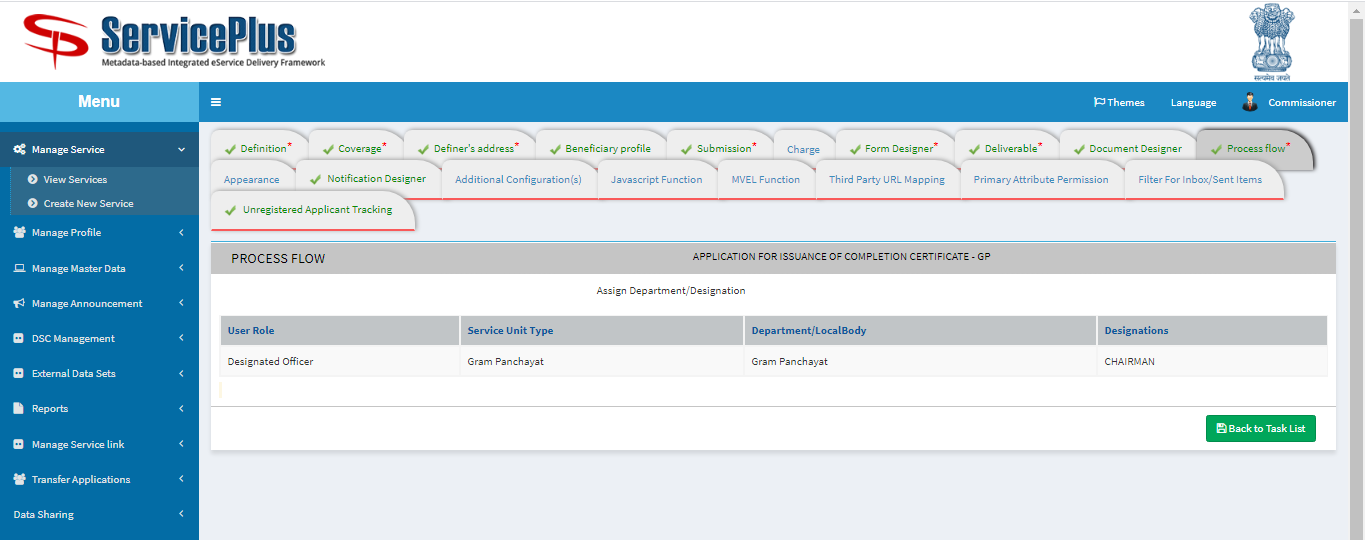 ServicePlus
Metadata-based Integrated eService Delivery Framework
सत्यमेव जयते
Menu
Themes
Language
Commissioner
Manage Service
View Services
Create New Service
Manage Profile
Manage Master Data
Manage Announcement
DSC Management
External Data Sets
Reports
Manage Service link
Transfer Applications
Data Sharing
Definition*
Coverage*
Definer's address*
Beneficiary profile
Submission*
Charge
Form Designer*
Deliverable*
Document Designer
Process flow*
Appearance
Notification Designer
Additional Configuration(s)
Javascript Function
MVEL Function
Third Party URL Mapping
Primary Attribute Permission
Filter For Inbox/Sent Items
Unregistered Applicant Tracking
PROCESS FLOW
APPLICATION FOR ISSUANCE OF COMPLETION CERTIFICATE - GP
Assign Department/Designation
User Role Service Unit Type Department/LocalBody Designations
Designated Officer Gram Panchayat Gram Panchayat CHAIRMAN
Back to Task List